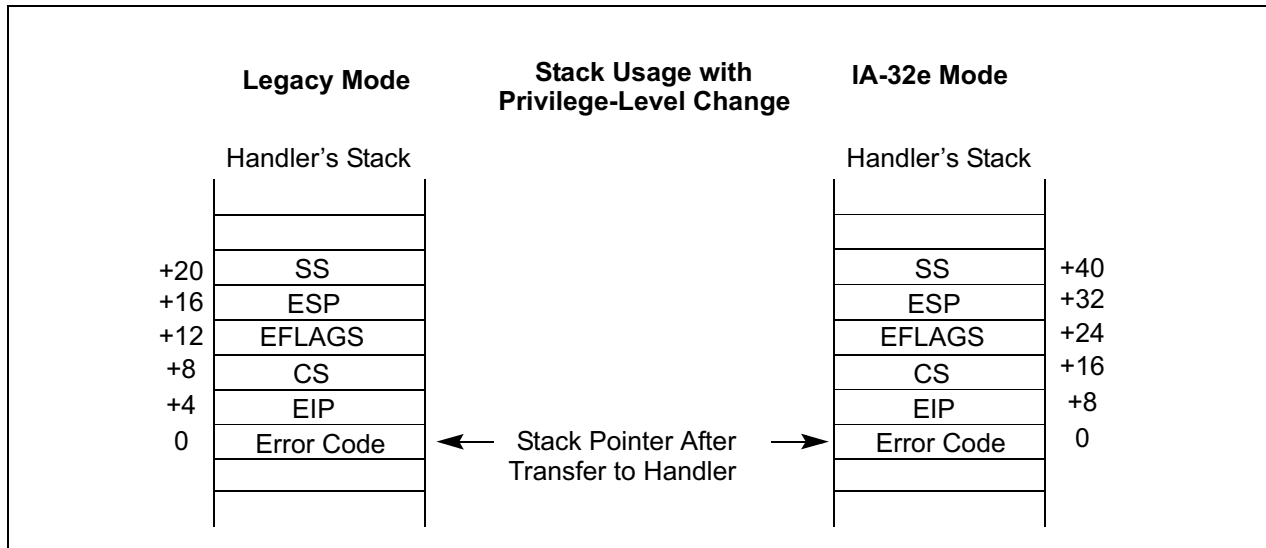 Legacy Mode
Stack Usage with
Privilege-Level Change
IA-32e Mode
Handler’s Stack
Handler’s Stack
+20 SS
SS +40
+16 ESP
ESP +32
+12 EFLAGS
EFLAGS +24
+8 CS
CS +16
+4 EIP
EIP +8
0 Error Code
Stack Pointer After
Transfer to Handler
Error Code 0